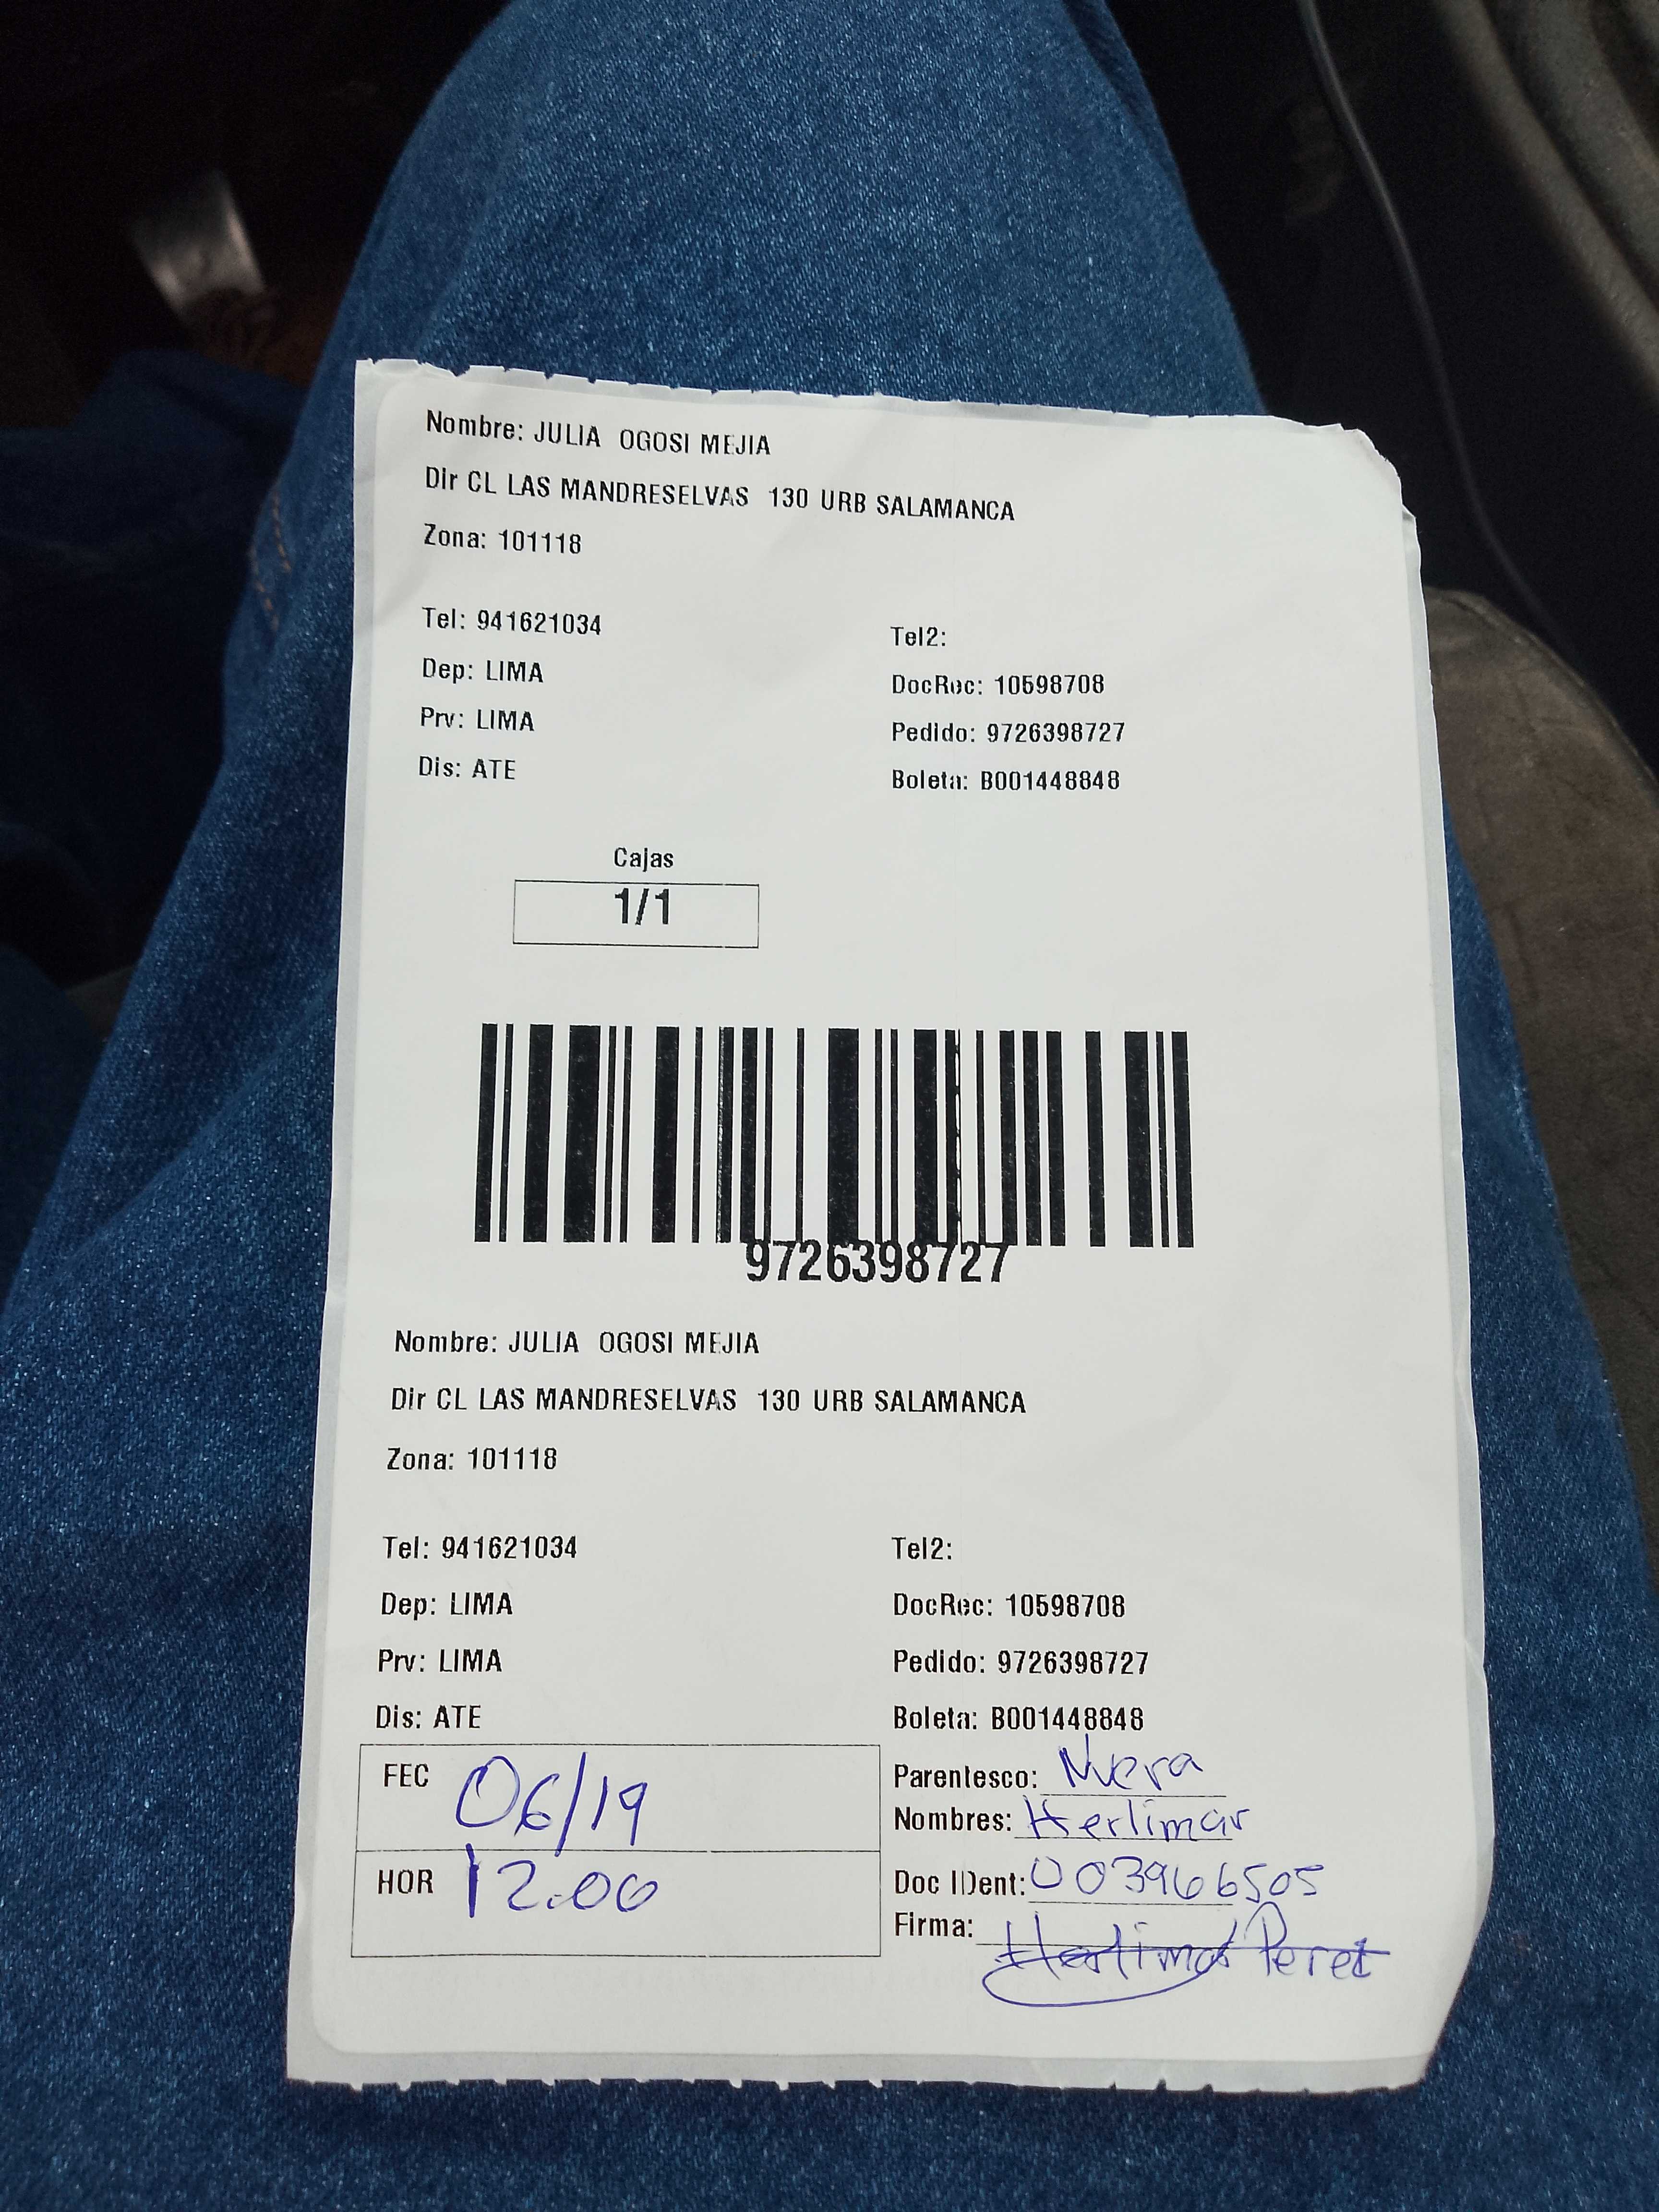 Nombre: JULIA OGOSI MEJIA
Dir CL LAS MANDRESELVAS 130 URB SALAMANCA
Zona: 101118
Tel: 941621034 Tel2:
Dep: LIMA DocRec: 10598708
Prv: LIMA Pedido: 9726398727
Dis: ATE Boleta: B001448848
Cajas
1/1
9726398727
Nombre: JULIA OGOSI MEJIA
Dir CL LAS MANDRESELVAS 130 URB SALAMANCA
Zona: 101118
Tel: 941621034 Tel2:
Dep: LIMA DocRec: 10598708
Prv: LIMA Pedido: 9726398727
Dis: ATE Boleta: B001448848
FEC 06/19 Parentesco: Nuera
Nombres: Herlimar
HOR 12.00 Doc IDent: 003966505
Firma: Herlimar Perez